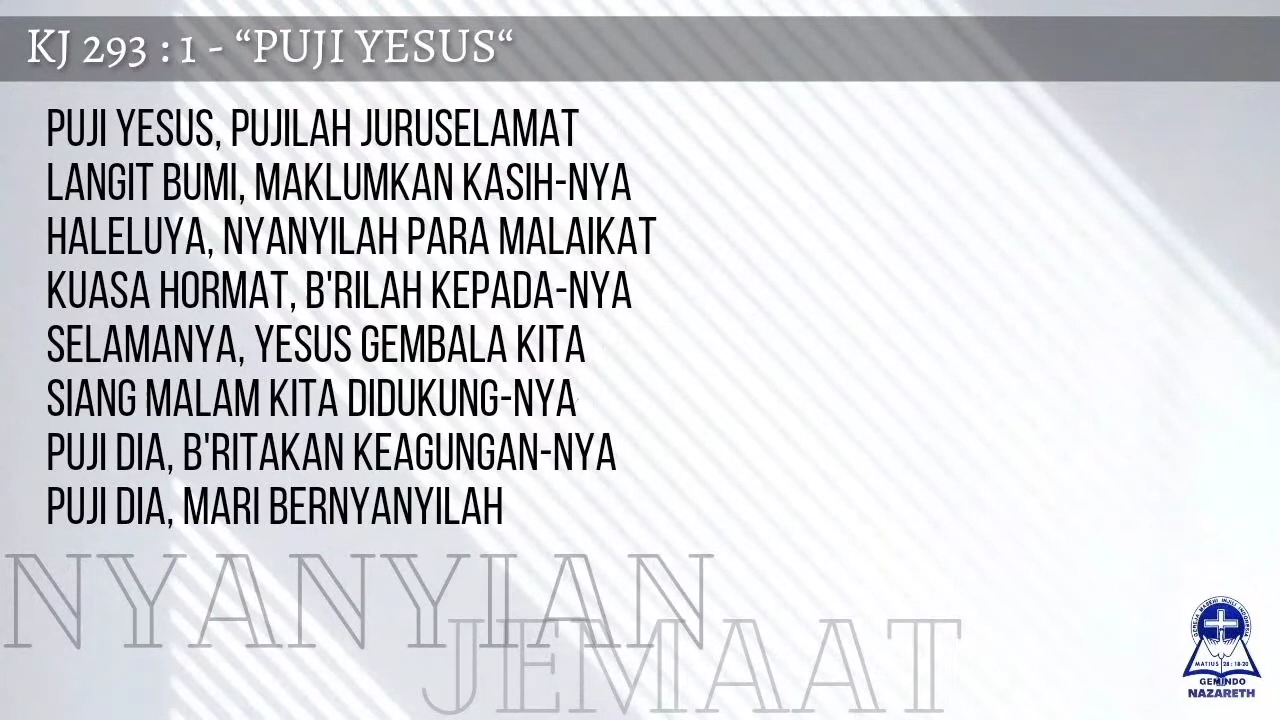 KJ 293 : 1 - “PUJI YESUS“
PUJI YESUS, PUJILAH JURUSELAMAT
LANGIT BUMI, MAKLUMKAN KASIH-NYA
HALELUYA, NYANYILAH PARA MALAIKAT
KUASA HORMAT, B'RILAH KEPADA-NYA
SELAMANYA, YESUS GEMBALA KITA
SIANG MALAM KITA DIDUKUNG-NYA
PUJI DIA, B'RITAKAN KEAGUNGAN-NYA
PUJI DIA, MARI BERNYANYILAH
NYANYIAN
JEMAAT
MATIUS 28 : 18-20
GEMINDO
NAZARETH